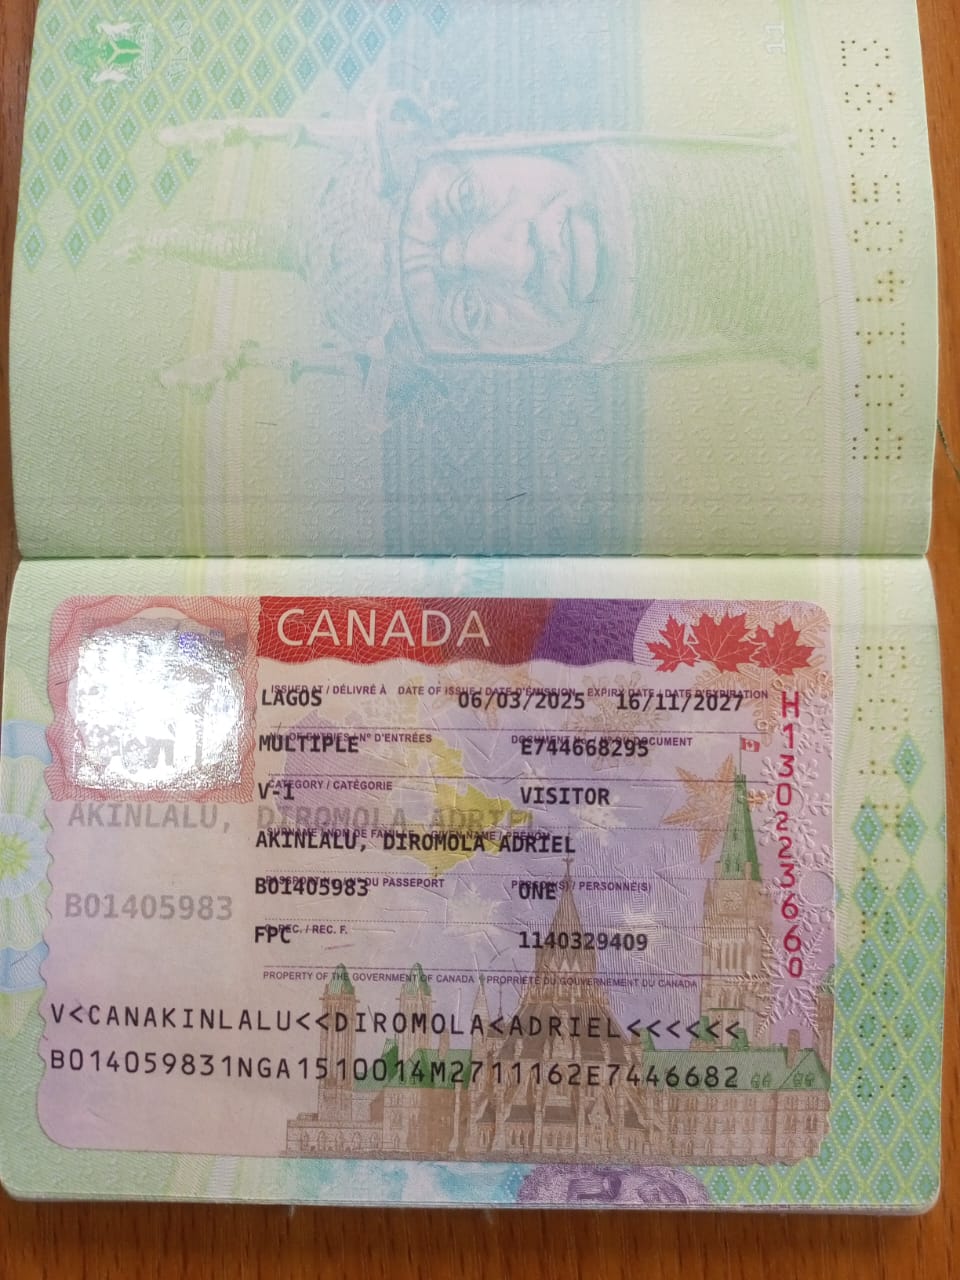 VISAS
11
B01405983
CANADA
ISSUED AT / DÉLIVRÉ À DATE OF ISSUE / DATE D'ÉMISSION EXPIRY DATE / DATE D'EXPIRATION
LAGOS 06/03/2025 16/11/2027
NO. OF ENTRIES / Nº D'ENTRÉES DOCUMENT No. / Nº DU DOCUMENT
MULTIPLE E744668295
CATEGORY / CATÉGORIE
V-1 VISITOR
AKINLALU, DIROMOLA ADRIEL
SURNAME / NOM DE FAMILLE GIVEN NAME / PRÉNOM
AKINLALU, DIROMOLA ADRIEL
PASSPORT Nº / Nº DU PASSEPORT PERSON(S) / PERSONNE(S)
B01405983 ONE
B01405983
O. REC. / REC. F.
FPC 1140329409
PROPERTY OF THE GOVERNMENT OF CANADA • PROPRIÉTÉ DU GOUVERNEMENT DU CANADA
H130223660
V<CANAKINLALU<<DIROMOLA<ADRIEL<<<<<<
B014059831NGA1510014M2711162E7446682